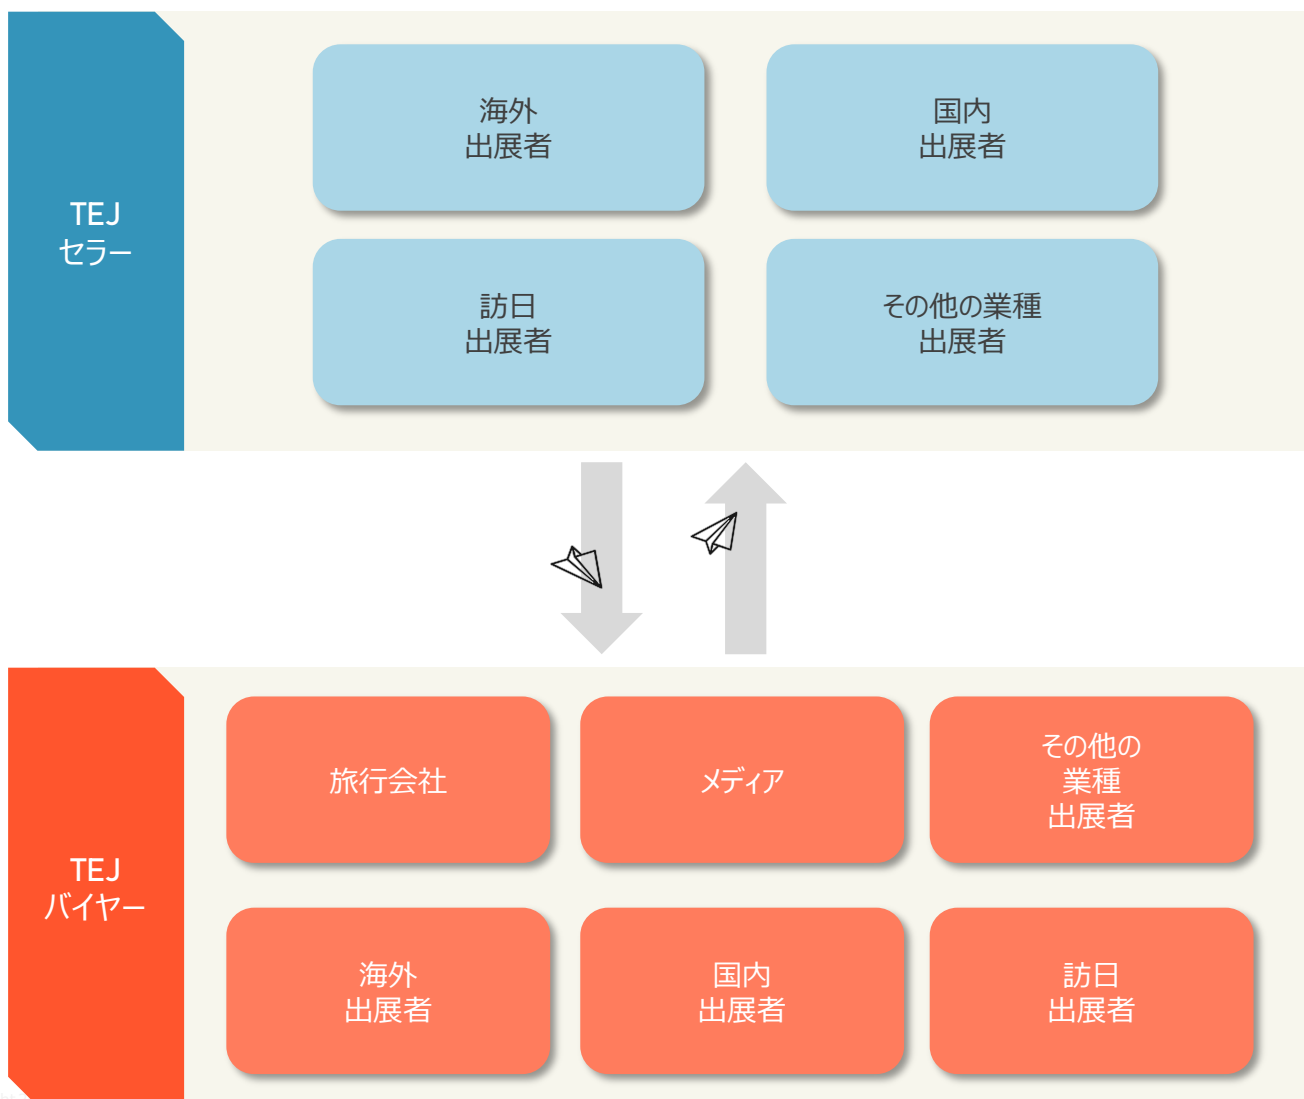 TEJ
セラー
海外
出展者
国内
出展者
訪日
出展者
その他の業種
出展者
TEJ
バイヤー
旅行会社
メディア
その他の
業種
出展者
海外
出展者
国内
出展者
訪日
出展者